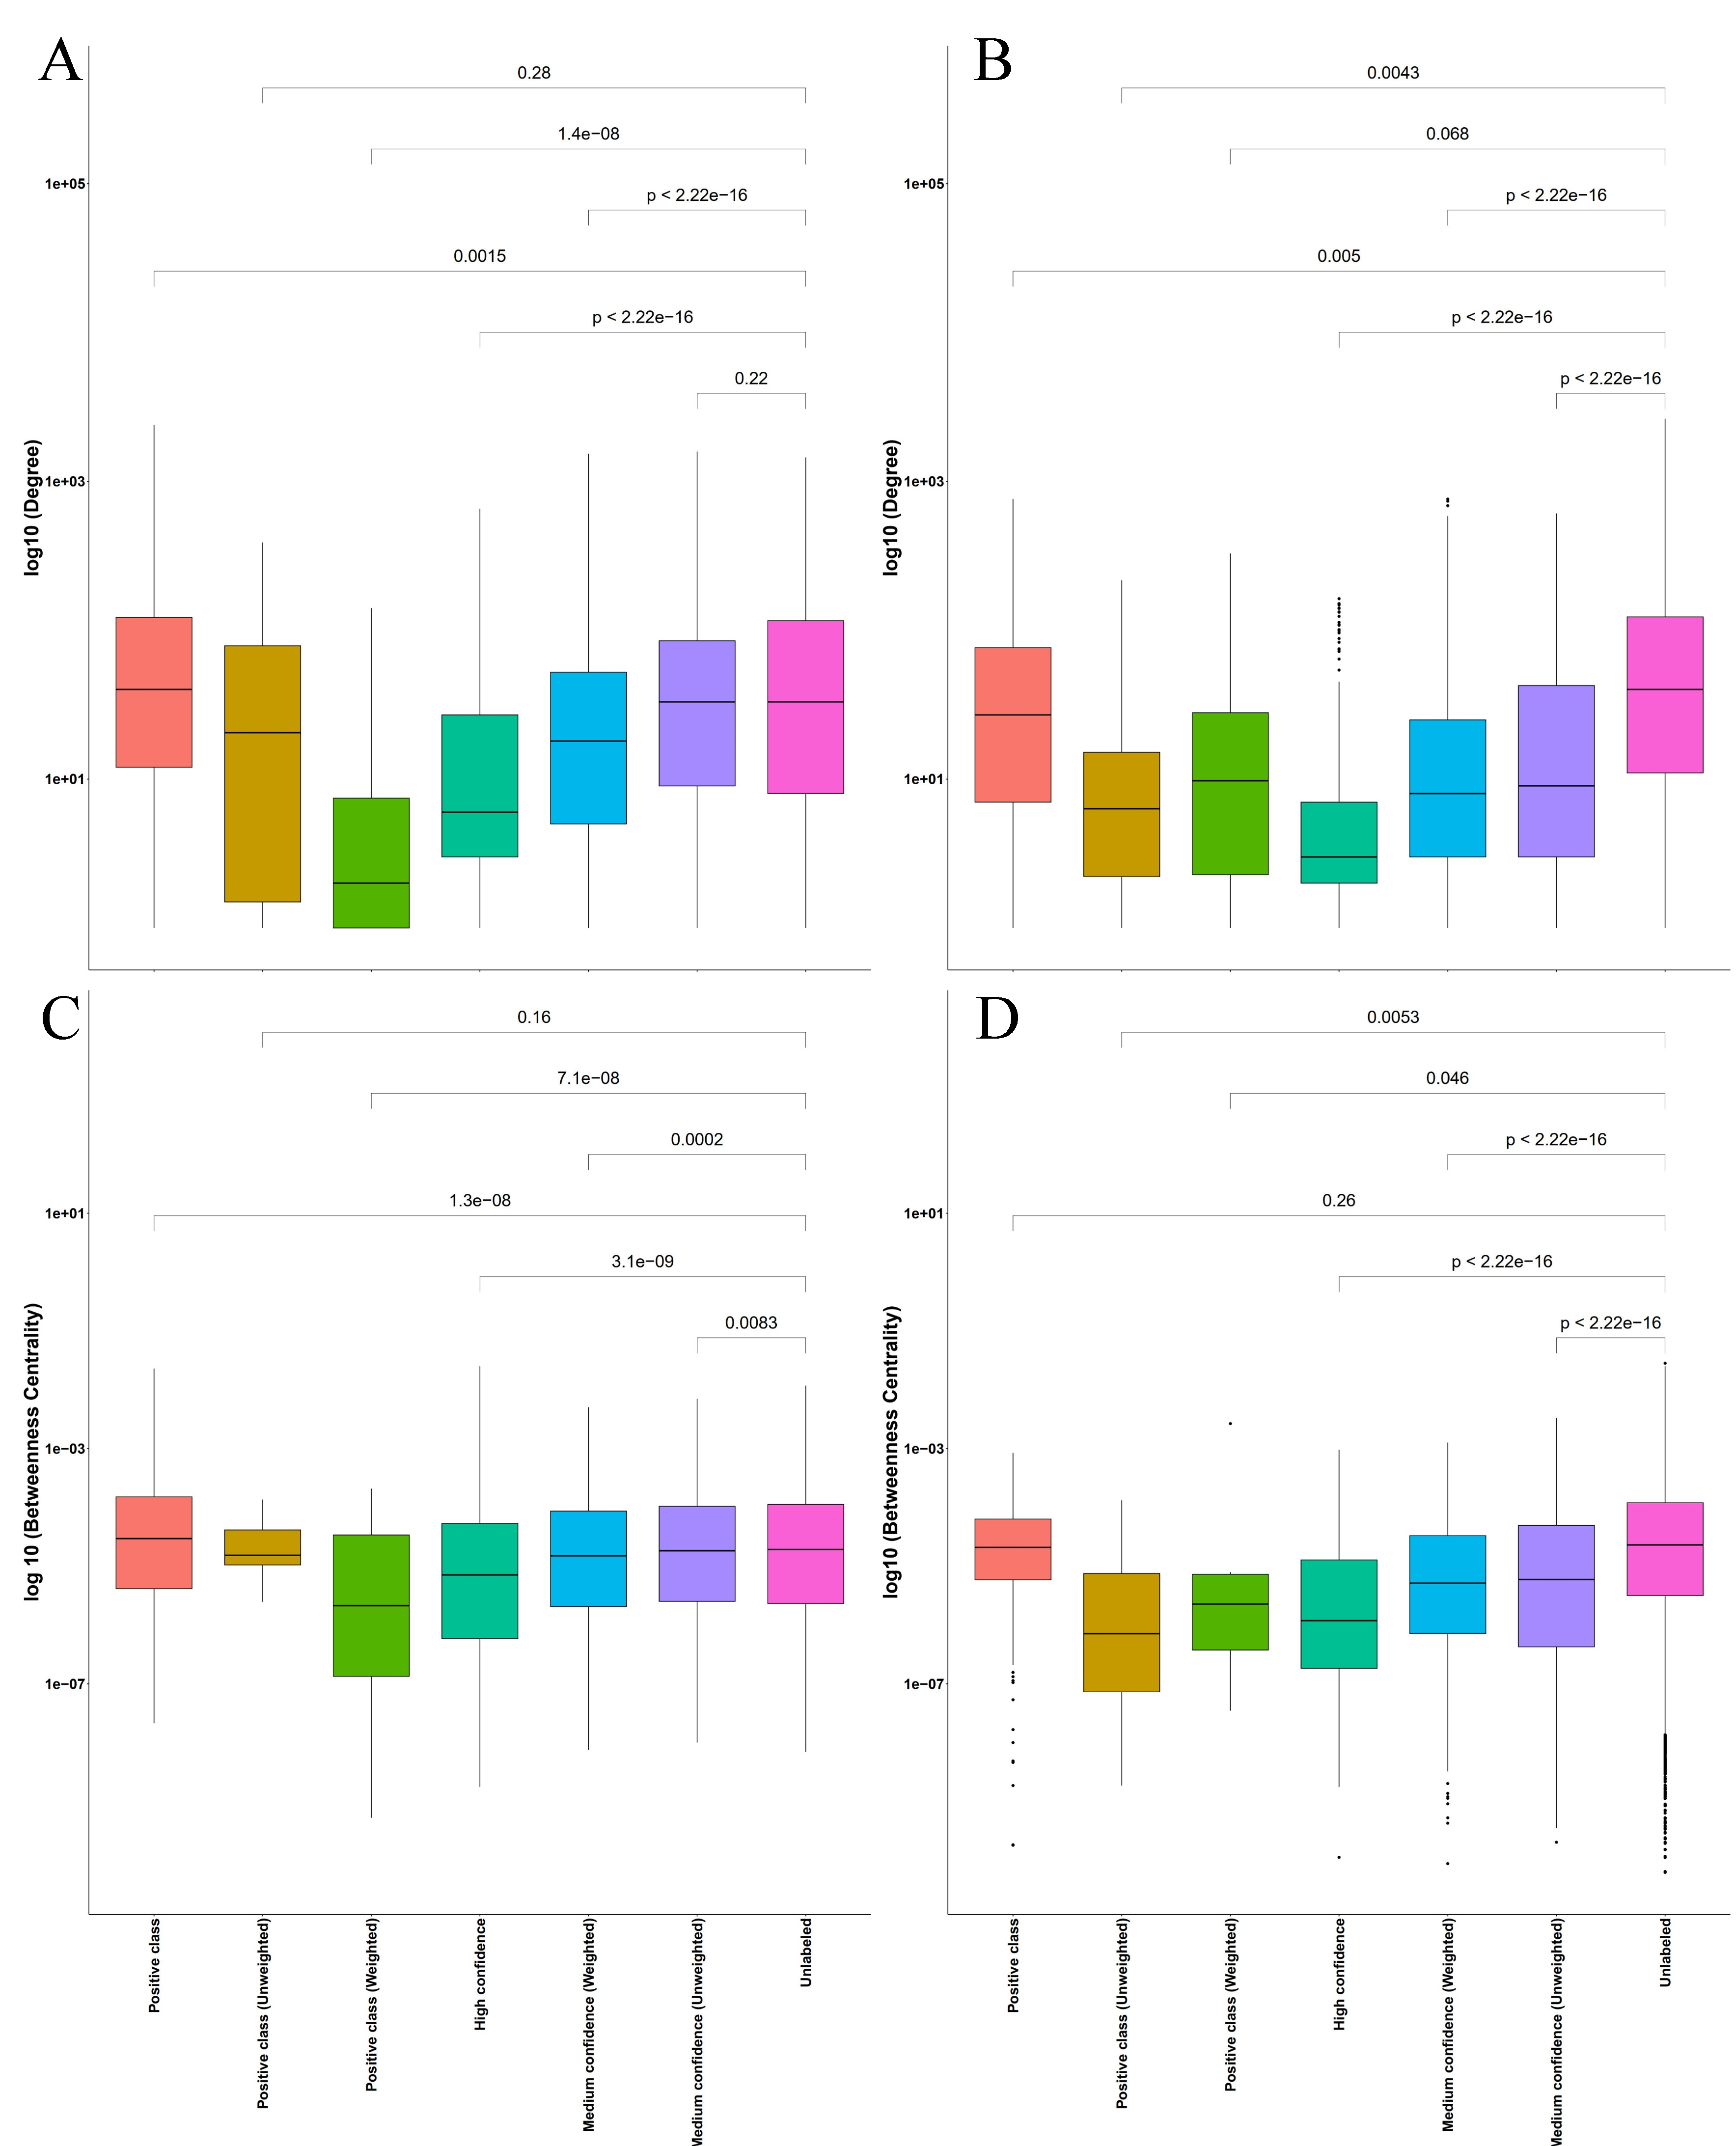 A
0.28
1.4e−08
1e+05
p < 2.22e−16
0.0015
p < 2.22e−16
0.22
1e+03
log10 (Degree)
1e+01
B
0.0043
0.068
1e+05
p < 2.22e−16
0.005
p < 2.22e−16
p < 2.22e−16
1e+03
log10 (Degree)
1e+01
C
0.16
7.1e−08
0.0002
1.3e−08
1e+01
3.1e−09
0.0083
log 10 (Betweenness Centrality)
1e−03
1e−07
Positive class
Positive class (Unweighted)
Positive class (Weighted)
High confidence
Medium confidence (Weighted)
Medium confidence (Unweighted)
Unlabeled
D
0.0053
0.046
p < 2.22e−16
0.26
1e+01
p < 2.22e−16
p < 2.22e−16
log10 (Betweenness Centrality)
1e−03
1e−07
Positive class
Positive class (Unweighted)
Positive class (Weighted)
High confidence
Medium confidence (Weighted)
Medium confidence (Unweighted)
Unlabeled